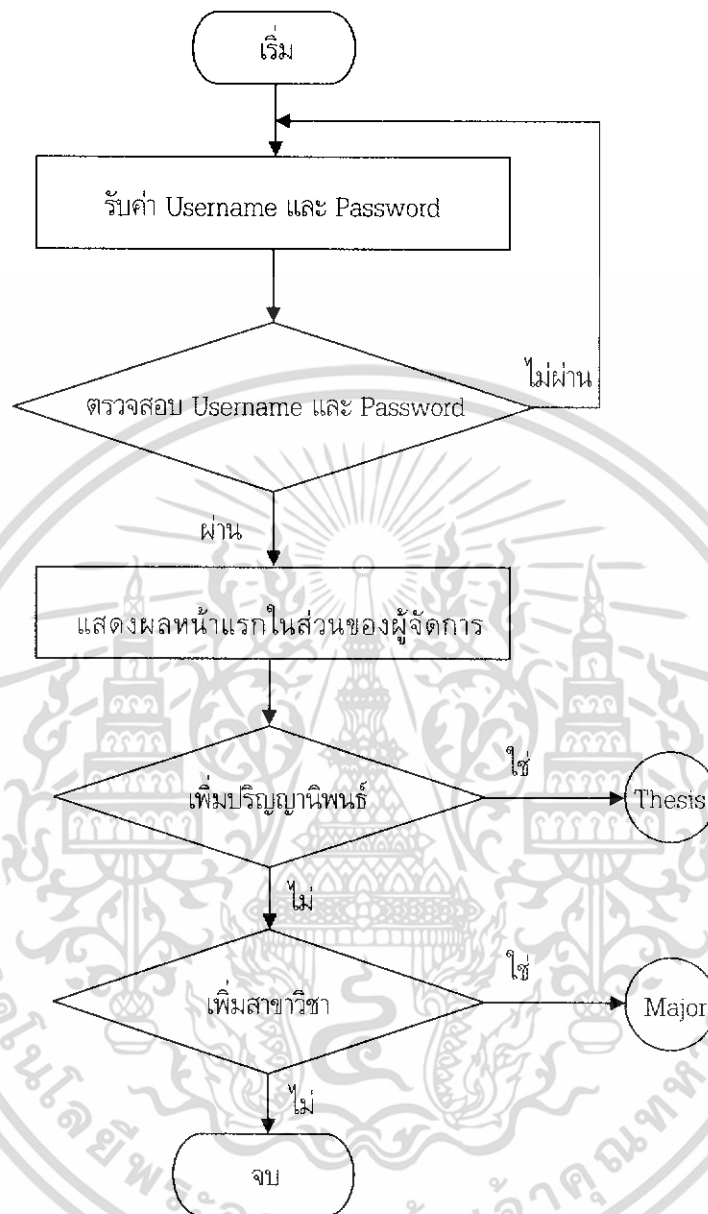 เริ่ม
รับค่า Username และ Password
ตรวจสอบ Username และ Password
ไม่ผ่าน
ผ่าน
แสดงผลหน้าแรกในส่วนของผู้จัดการ
เพิ่มปริญญานิพนธ์
ใช่
Thesis
ไม่
เพิ่มสาขาวิชา
ใช่
Major
ไม่
จบ